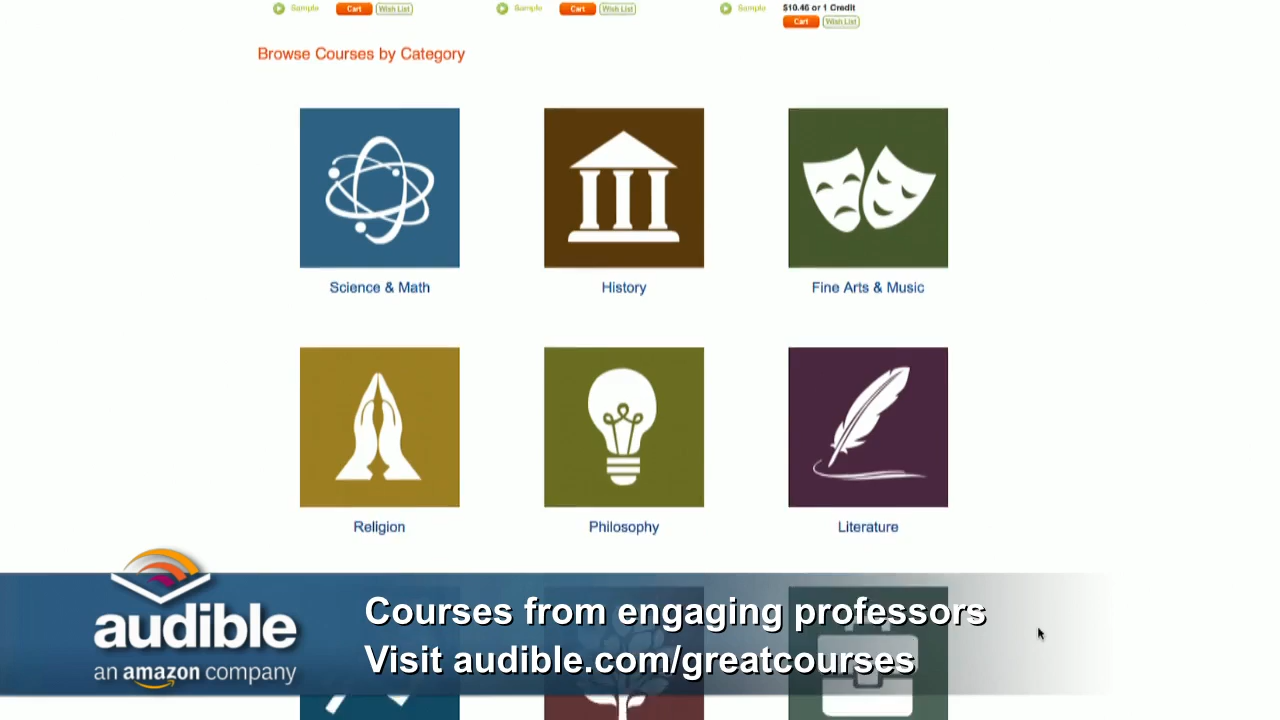 Sample Cart Wish List Sample Cart Wish List Sample $10.46 or 1 Credit
Cart Wish List
Browse Courses by Category
Science & Math History Fine Arts & Music
Religion Philosophy Literature
audible
an amazon company
Courses from engaging professors
Visit audible.com/greatcourses